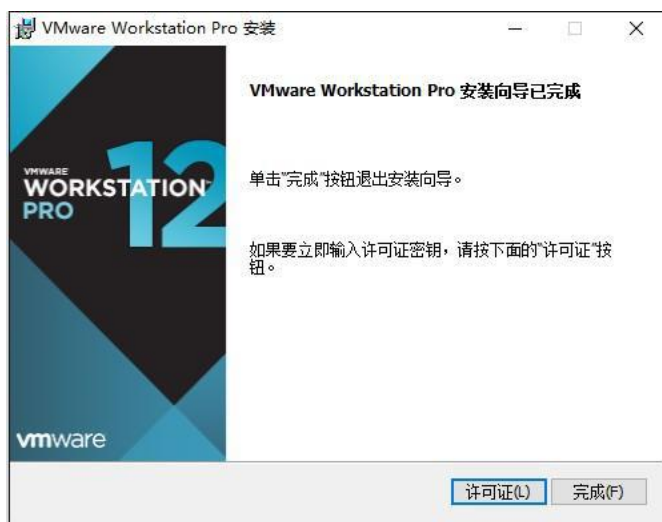 VMware Workstation Pro 安装
VMware Workstation Pro 安装向导已完成
VMWARE
WORKSTATION
PRO
12
单击"完成"按钮退出安装向导。
如果要立即输入许可证密钥，请按下面的"许可证"按
钮。
vmware
许可证(L)
完成(F)